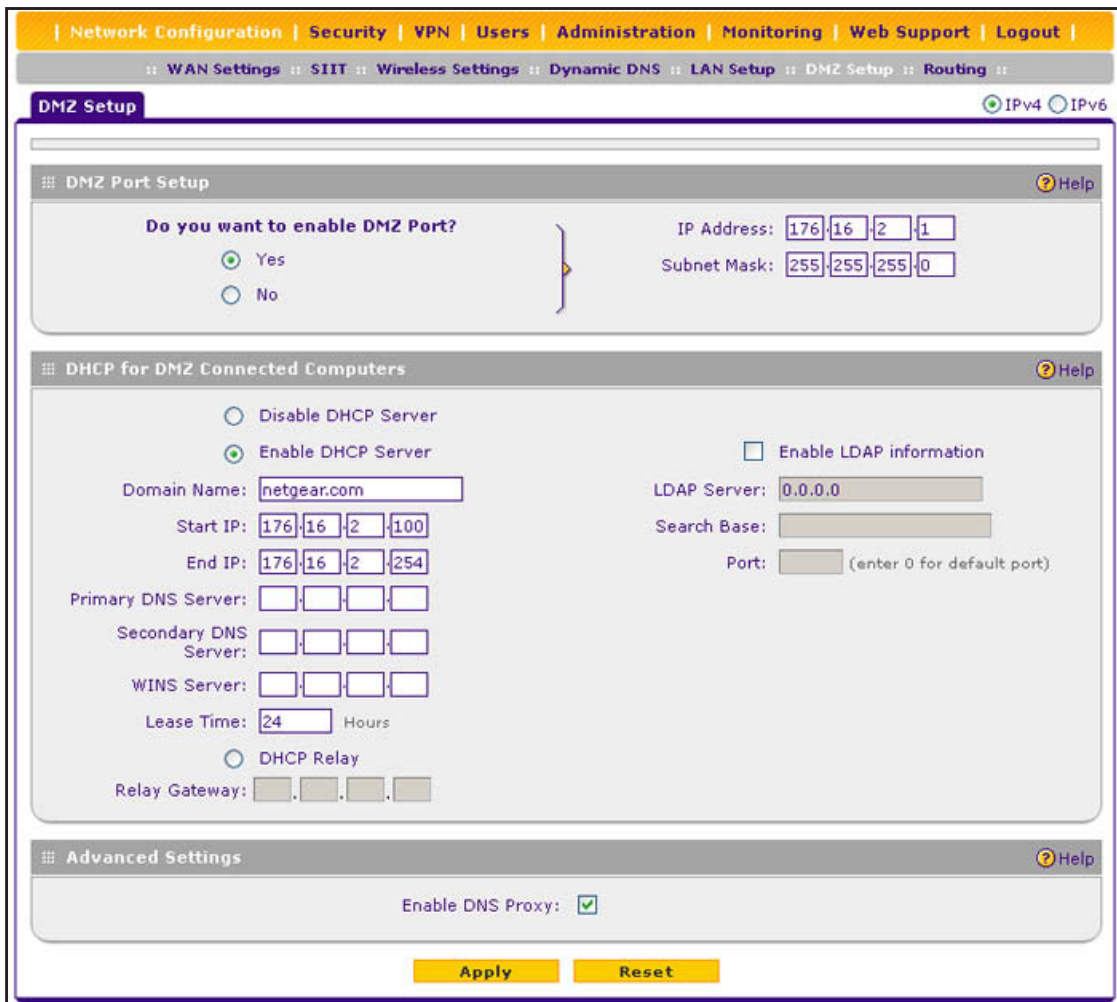 | Network Configuration | Security | VPN | Users | Administration | Monitoring | Web Support | Logout |
:: WAN Settings :: SIIT :: Wireless Settings :: Dynamic DNS :: LAN Setup :: DMZ Setup :: Routing ::
DMZ Setup
IPv4 IPv6
DMZ Port Setup
?Help
Do you want to enable DMZ Port?
Yes
No
IP Address: 176.16.2.1
Subnet Mask: 255.255.255.0
DHCP for DMZ Connected Computers
?Help
Disable DHCP Server
Enable DHCP Server
Domain Name: netgear.com
Start IP: 176.16.2.100
End IP: 176.16.2.254
Primary DNS Server: . . .
Secondary DNS
Server: . . .
WINS Server: . . .
Lease Time: 24 Hours
DHCP Relay
Relay Gateway: . . .
Enable LDAP information
LDAP Server: 0.0.0.0
Search Base:
Port: (enter 0 for default port)
Advanced Settings
?Help
Enable DNS Proxy:
Apply Reset